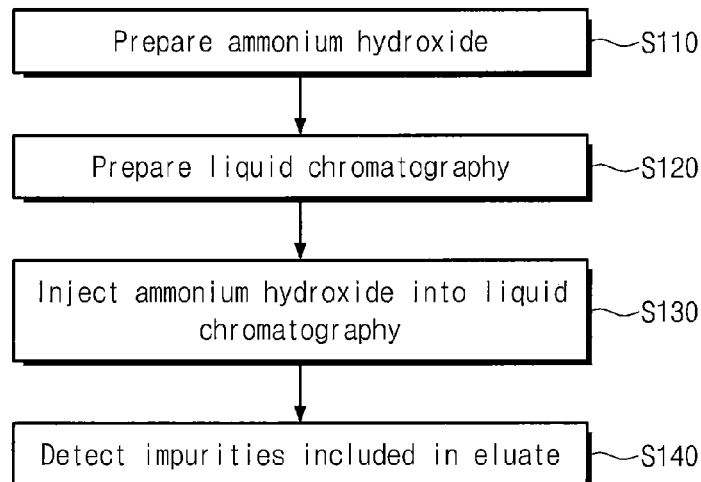 Prepare ammonium hydroxide
S110
Prepare liquid chromatography
S120
Inject ammonium hydroxide into liquid
chromatography
S130
Detect impurities included in eluate
S140